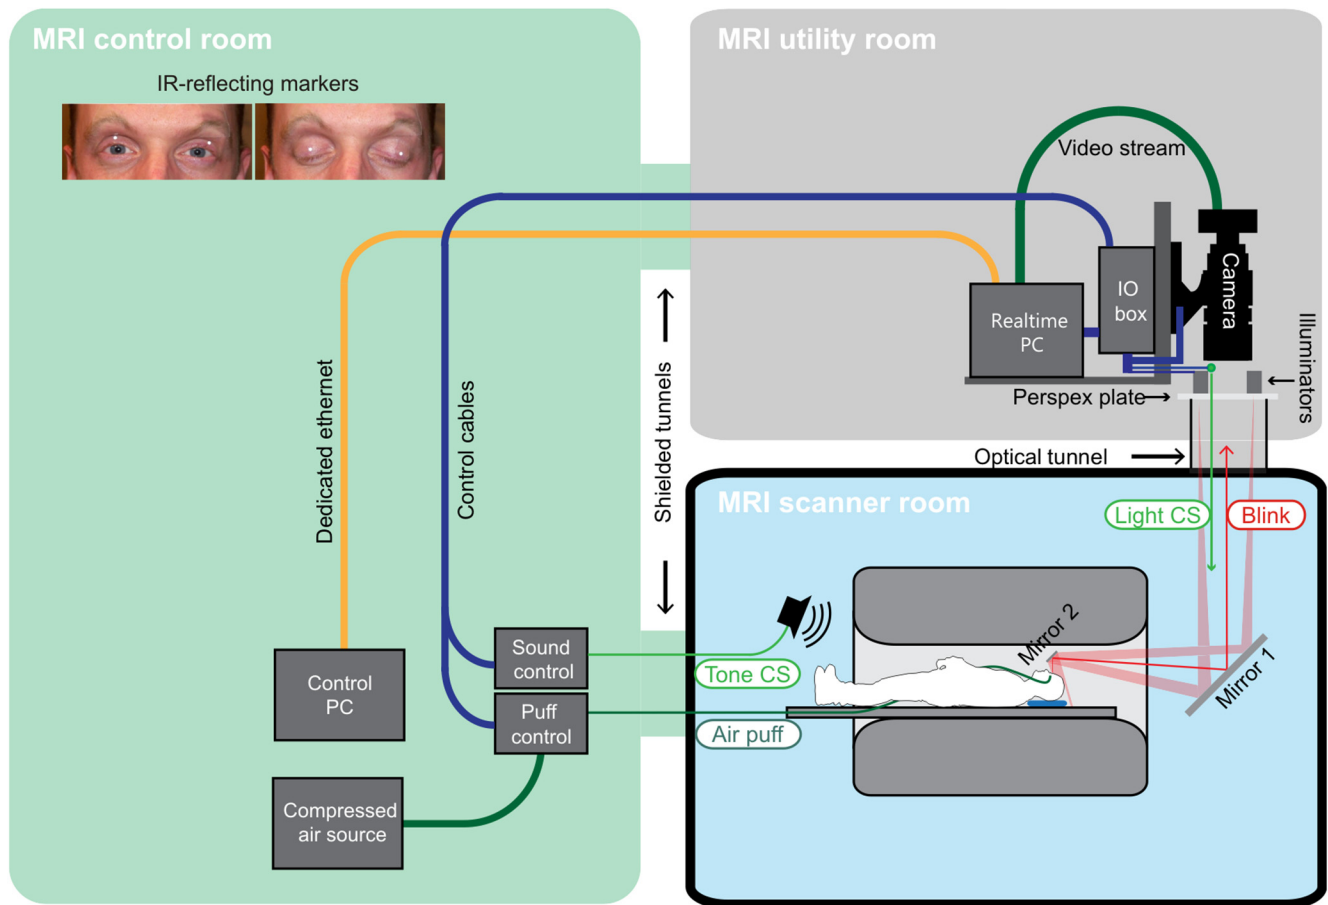 MRI control room
IR-reflecting markers
MRI utility room
Video stream
Camera
IO
box
Realtime
PC
Illuminators
Perspex plate
Optical tunnel
Dedicated ethernet
Control cables
Shielded tunnels
MRI scanner room
Light CS
Blink
Mirror 2
Mirror 1
Sound
control
Tone CS
Control
PC
Puff
control
Air puff
Compressed
air source